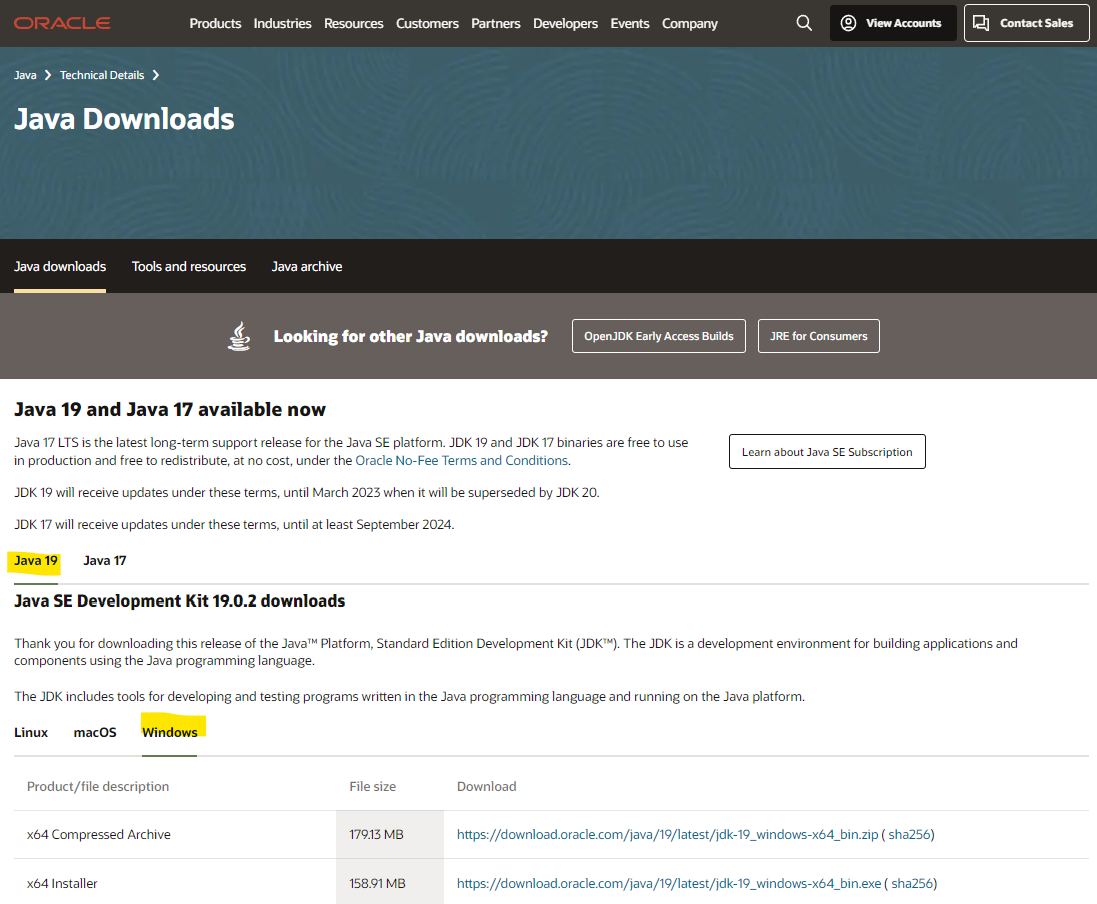 ORACLE
Products Industries Resources Customers Partners Developers Events Company
View Accounts
Contact Sales
Java
Technical Details
Java Downloads
Java downloads
Tools and resources
Java archive
Looking for other Java downloads?
OpenJDK Early Access Builds
JRE for Consumers
Java 19 and Java 17 available now
Java 17 LTS is the latest long-term support release for the Java SE platform. JDK 19 and JDK 17 binaries are free to use
in production and free to redistribute, at no cost, under the Oracle No-Fee Terms and Conditions.
Learn about Java SE Subscription
JDK 19 will receive updates under these terms, until March 2023 when it will be superseded by JDK 20.
JDK 17 will receive updates under these terms, until at least September 2024.
Java 19
Java 17
Java SE Development Kit 19.0.2 downloads
Thank you for downloading this release of the Java™ Platform, Standard Edition Development Kit (JDK™). The JDK is a development environment for building applications and
components using the Java programming language.
The JDK includes tools for developing and testing programs written in the Java programming language and running on the Java platform.
Linux
macOS
Windows
Product/file description File size Download
x64 Compressed Archive 179.13 MB https://download.oracle.com/java/19/latest/jdk-19_windows-x64_bin.zip ( sha256)
x64 Installer 158.91 MB https://download.oracle.com/java/19/latest/jdk-19_windows-x64_bin.exe ( sha256)